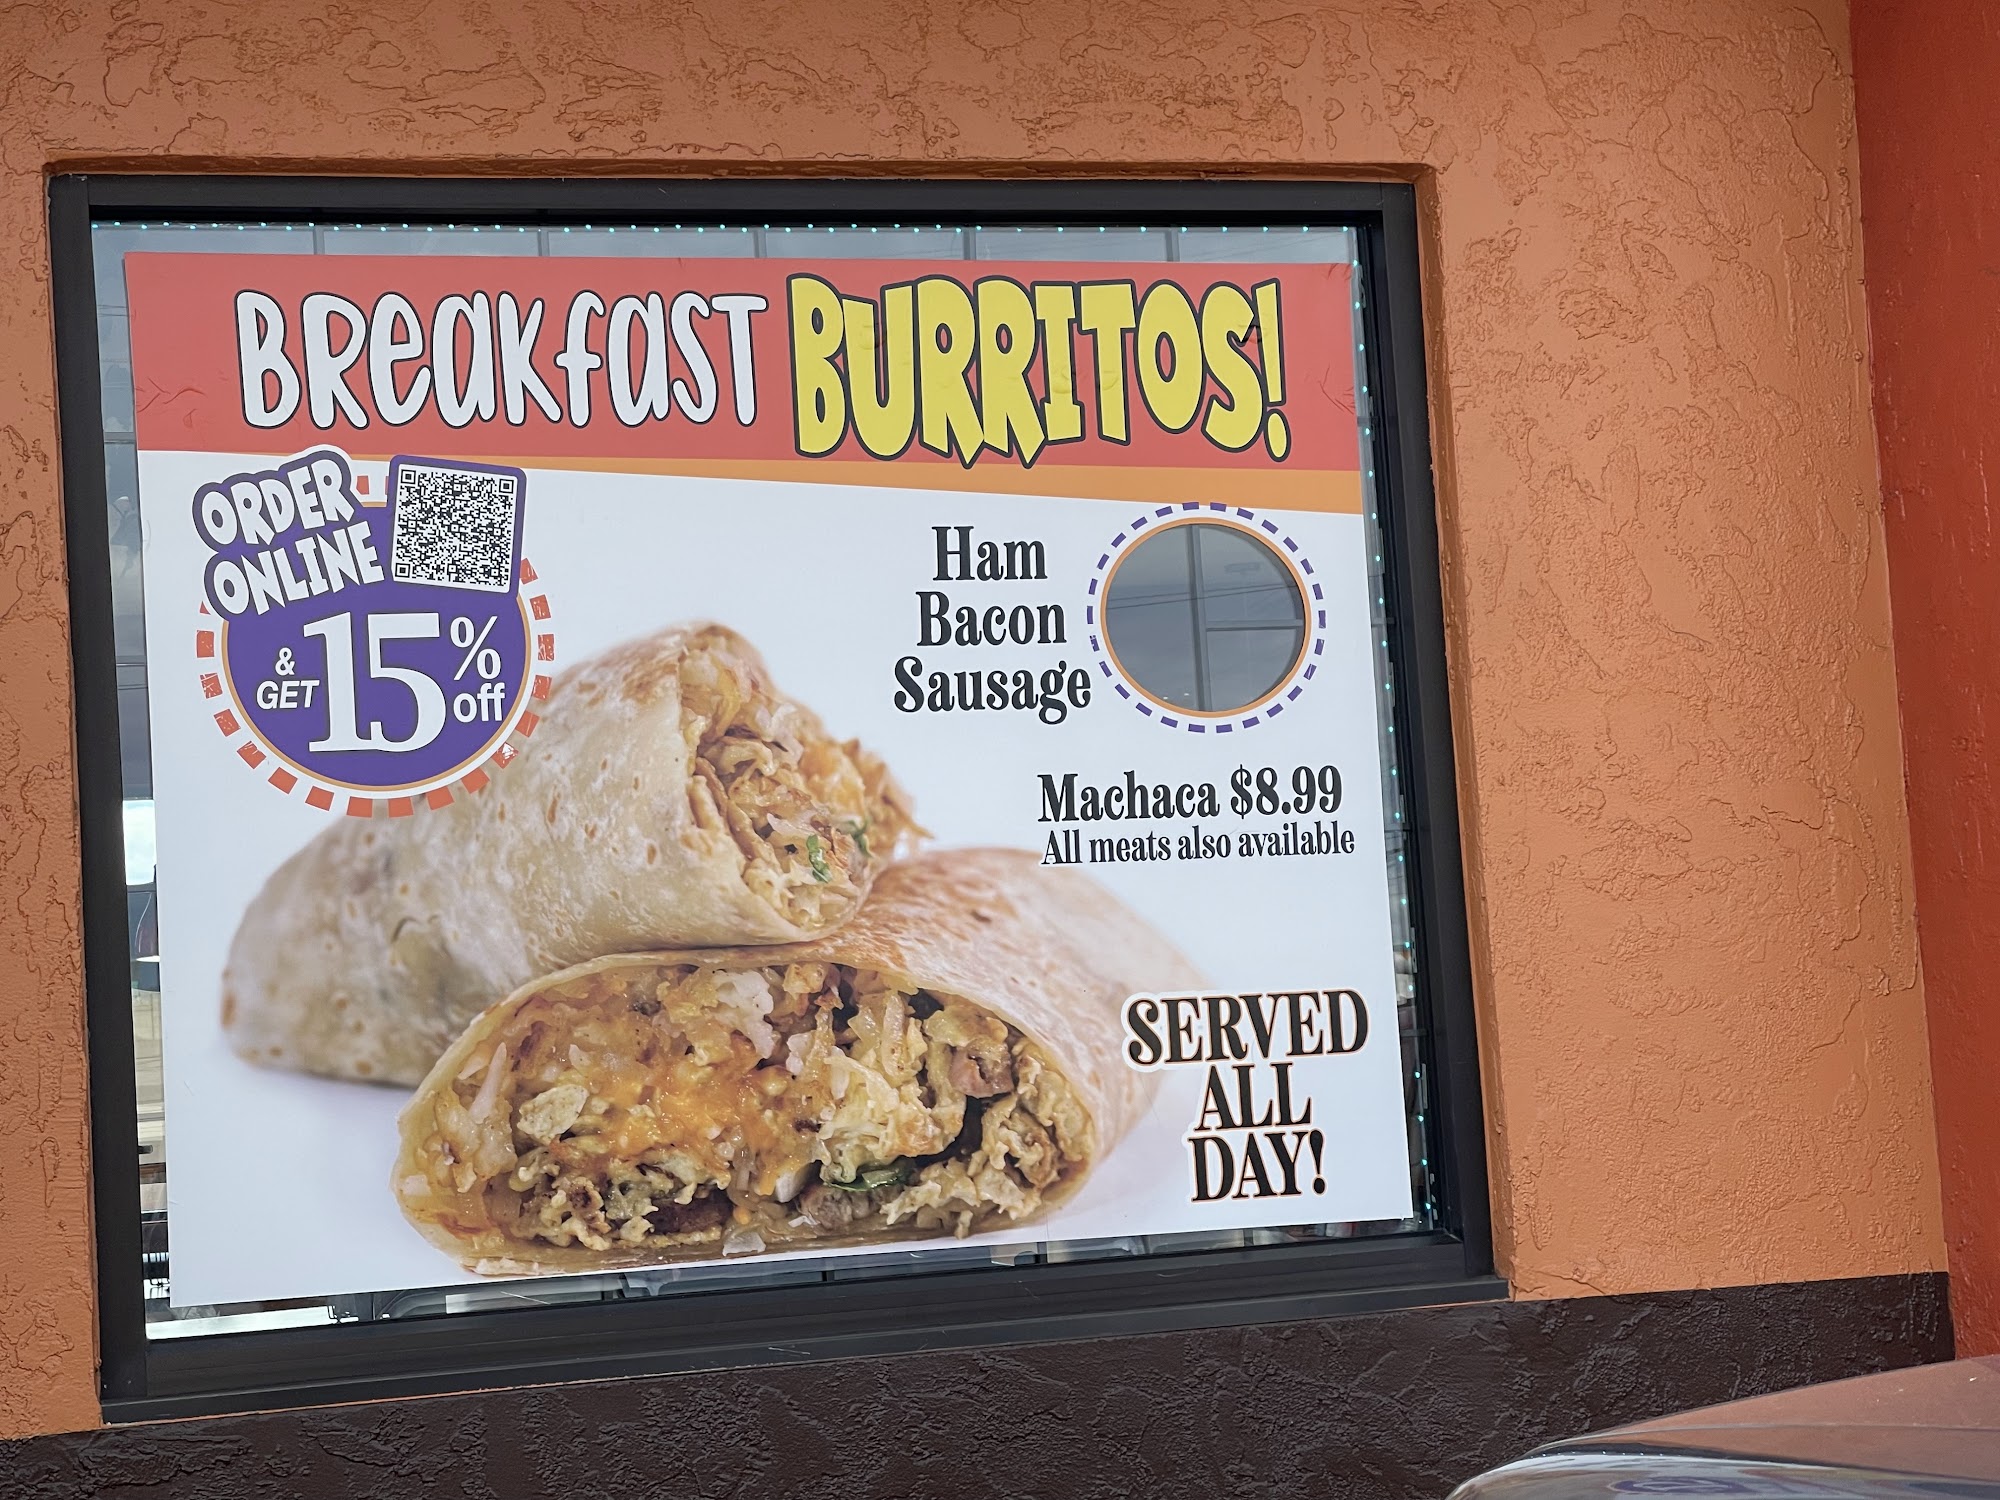 BReakfasT BURRITOS!
ORDER
ONLINE
& GET 15% off
Ham
Bacon
Sausage
Machaca $8.99
All meats also available
SERVED
ALL
DAY!